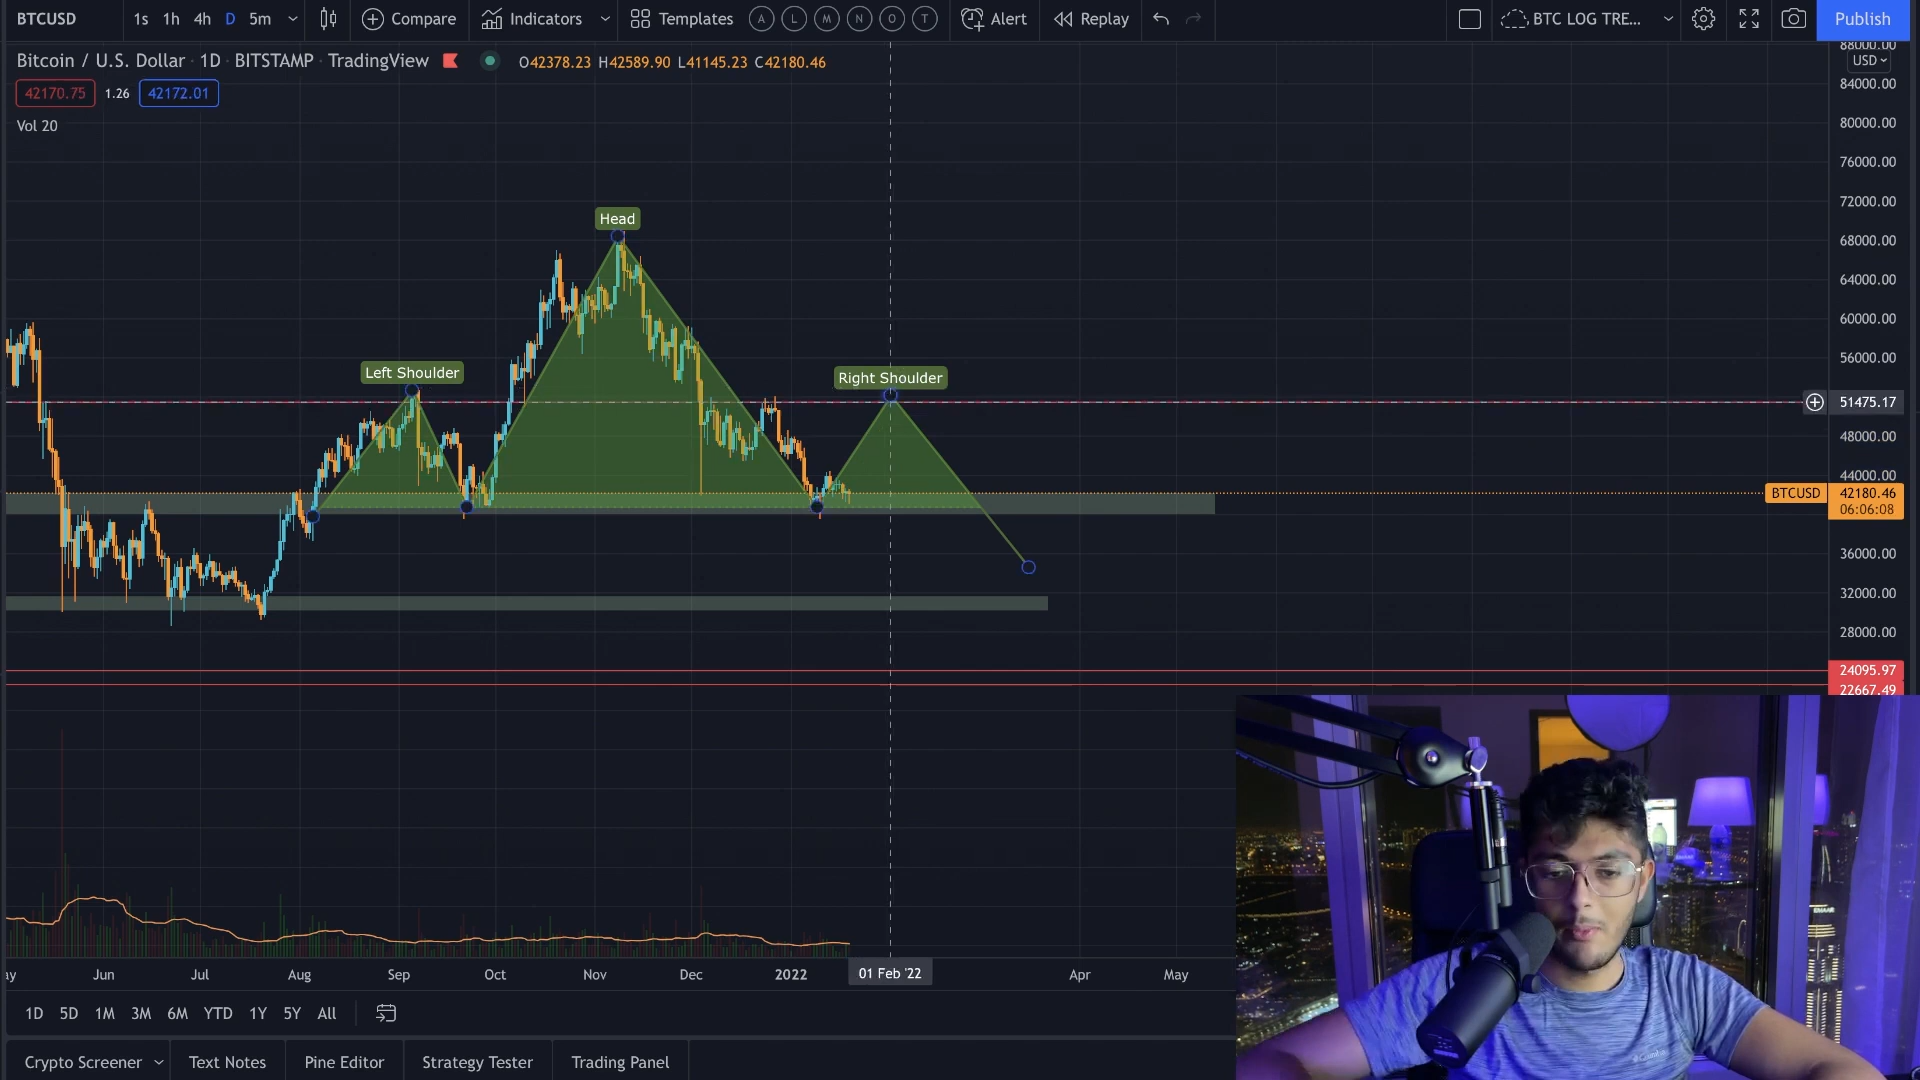 BTCUSD 1s 1h 4h D 5m Compare Indicators Templates A L M N O T Alert Replay BTC LOG TRE... Publish
Bitcoin / U.S. Dollar · 1D · BITSTAMP · TradingView O42378.23 H42589.90 L41145.23 C42180.46
42170.75 1.26 42172.01
Vol 20
88000.00
USD
84000.00
80000.00
76000.00
72000.00
68000.00
64000.00
60000.00
56000.00
51475.17
48000.00
44000.00
BTCUSD 42180.46
06:06:08
36000.00
32000.00
28000.00
24095.97
22667.49
Head
Left Shoulder
Right Shoulder
ay Jun Jul Aug Sep Oct Nov Dec 2022 01 Feb '22 Apr May
1D 5D 1M 3M 6M YTD 1Y 5Y All
Crypto Screener Text Notes Pine Editor Strategy Tester Trading Panel
Columbia
EMAAR